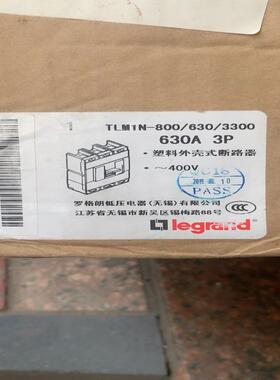 TLM1N-800/630/3300
630A 3P
• 塑料外壳式断路器
• ~400V
QC18
PASS
罗格朗低压电器(无锡)有限公司
江苏省无锡市新吴区锡梅路88号
legrand
CCC